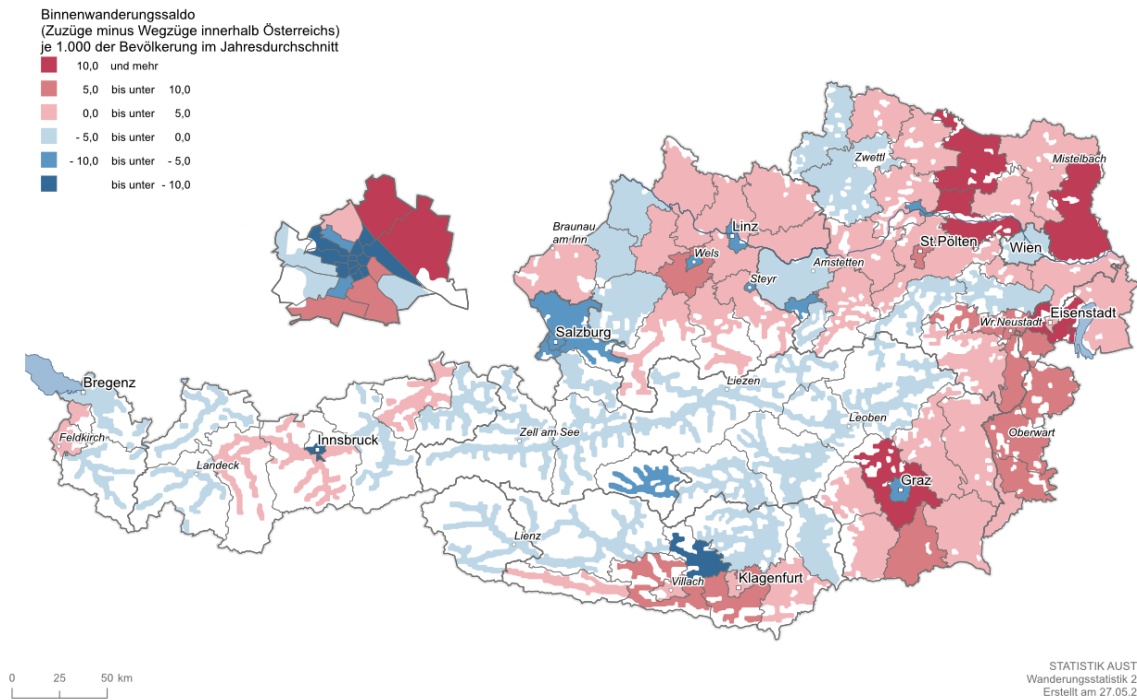 Binnenwanderungssaldo
(Zuzüge minus Wegzüge innerhalb Österreichs)
je 1.000 der Bevölkerung im Jahresdurchschnitt
10,0 und mehr
5,0 bis unter 10,0
0,0 bis unter 5,0
- 5,0 bis unter 0,0
- 10,0 bis unter - 5,0
bis unter - 10,0
Zwettl
Mistelbach
Braunau
am Inn
Linz
St.Pölten
Wien
Wels
Amstetten
Steyr
Eisenstadt
Wr.Neustadt
Salzburg
Bregenz
Liezen
Leoben
Oberwart
Feldkirch
Innsbruck
Zell am See
Landeck
Graz
Lienz
Villach
Klagenfurt
0 25 50 km
STATISTIK AUST
Wanderungsstatistik 2
Erstellt am 27.05.2